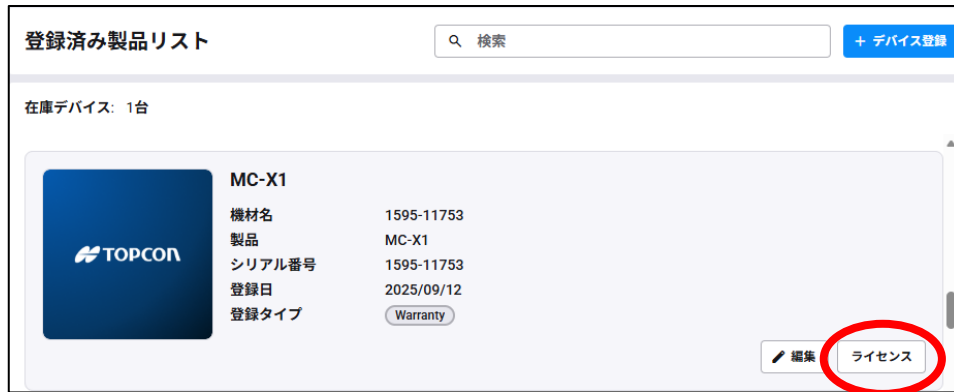 登録済み製品リスト
検索
+ デバイス登録
在庫デバイス: 1台
MC-X1
機材名 1595-11753
製品 MC-X1
シリアル番号 1595-11753
登録日 2025/09/12
登録タイプ Warranty
TOPCON
編集
ライセンス